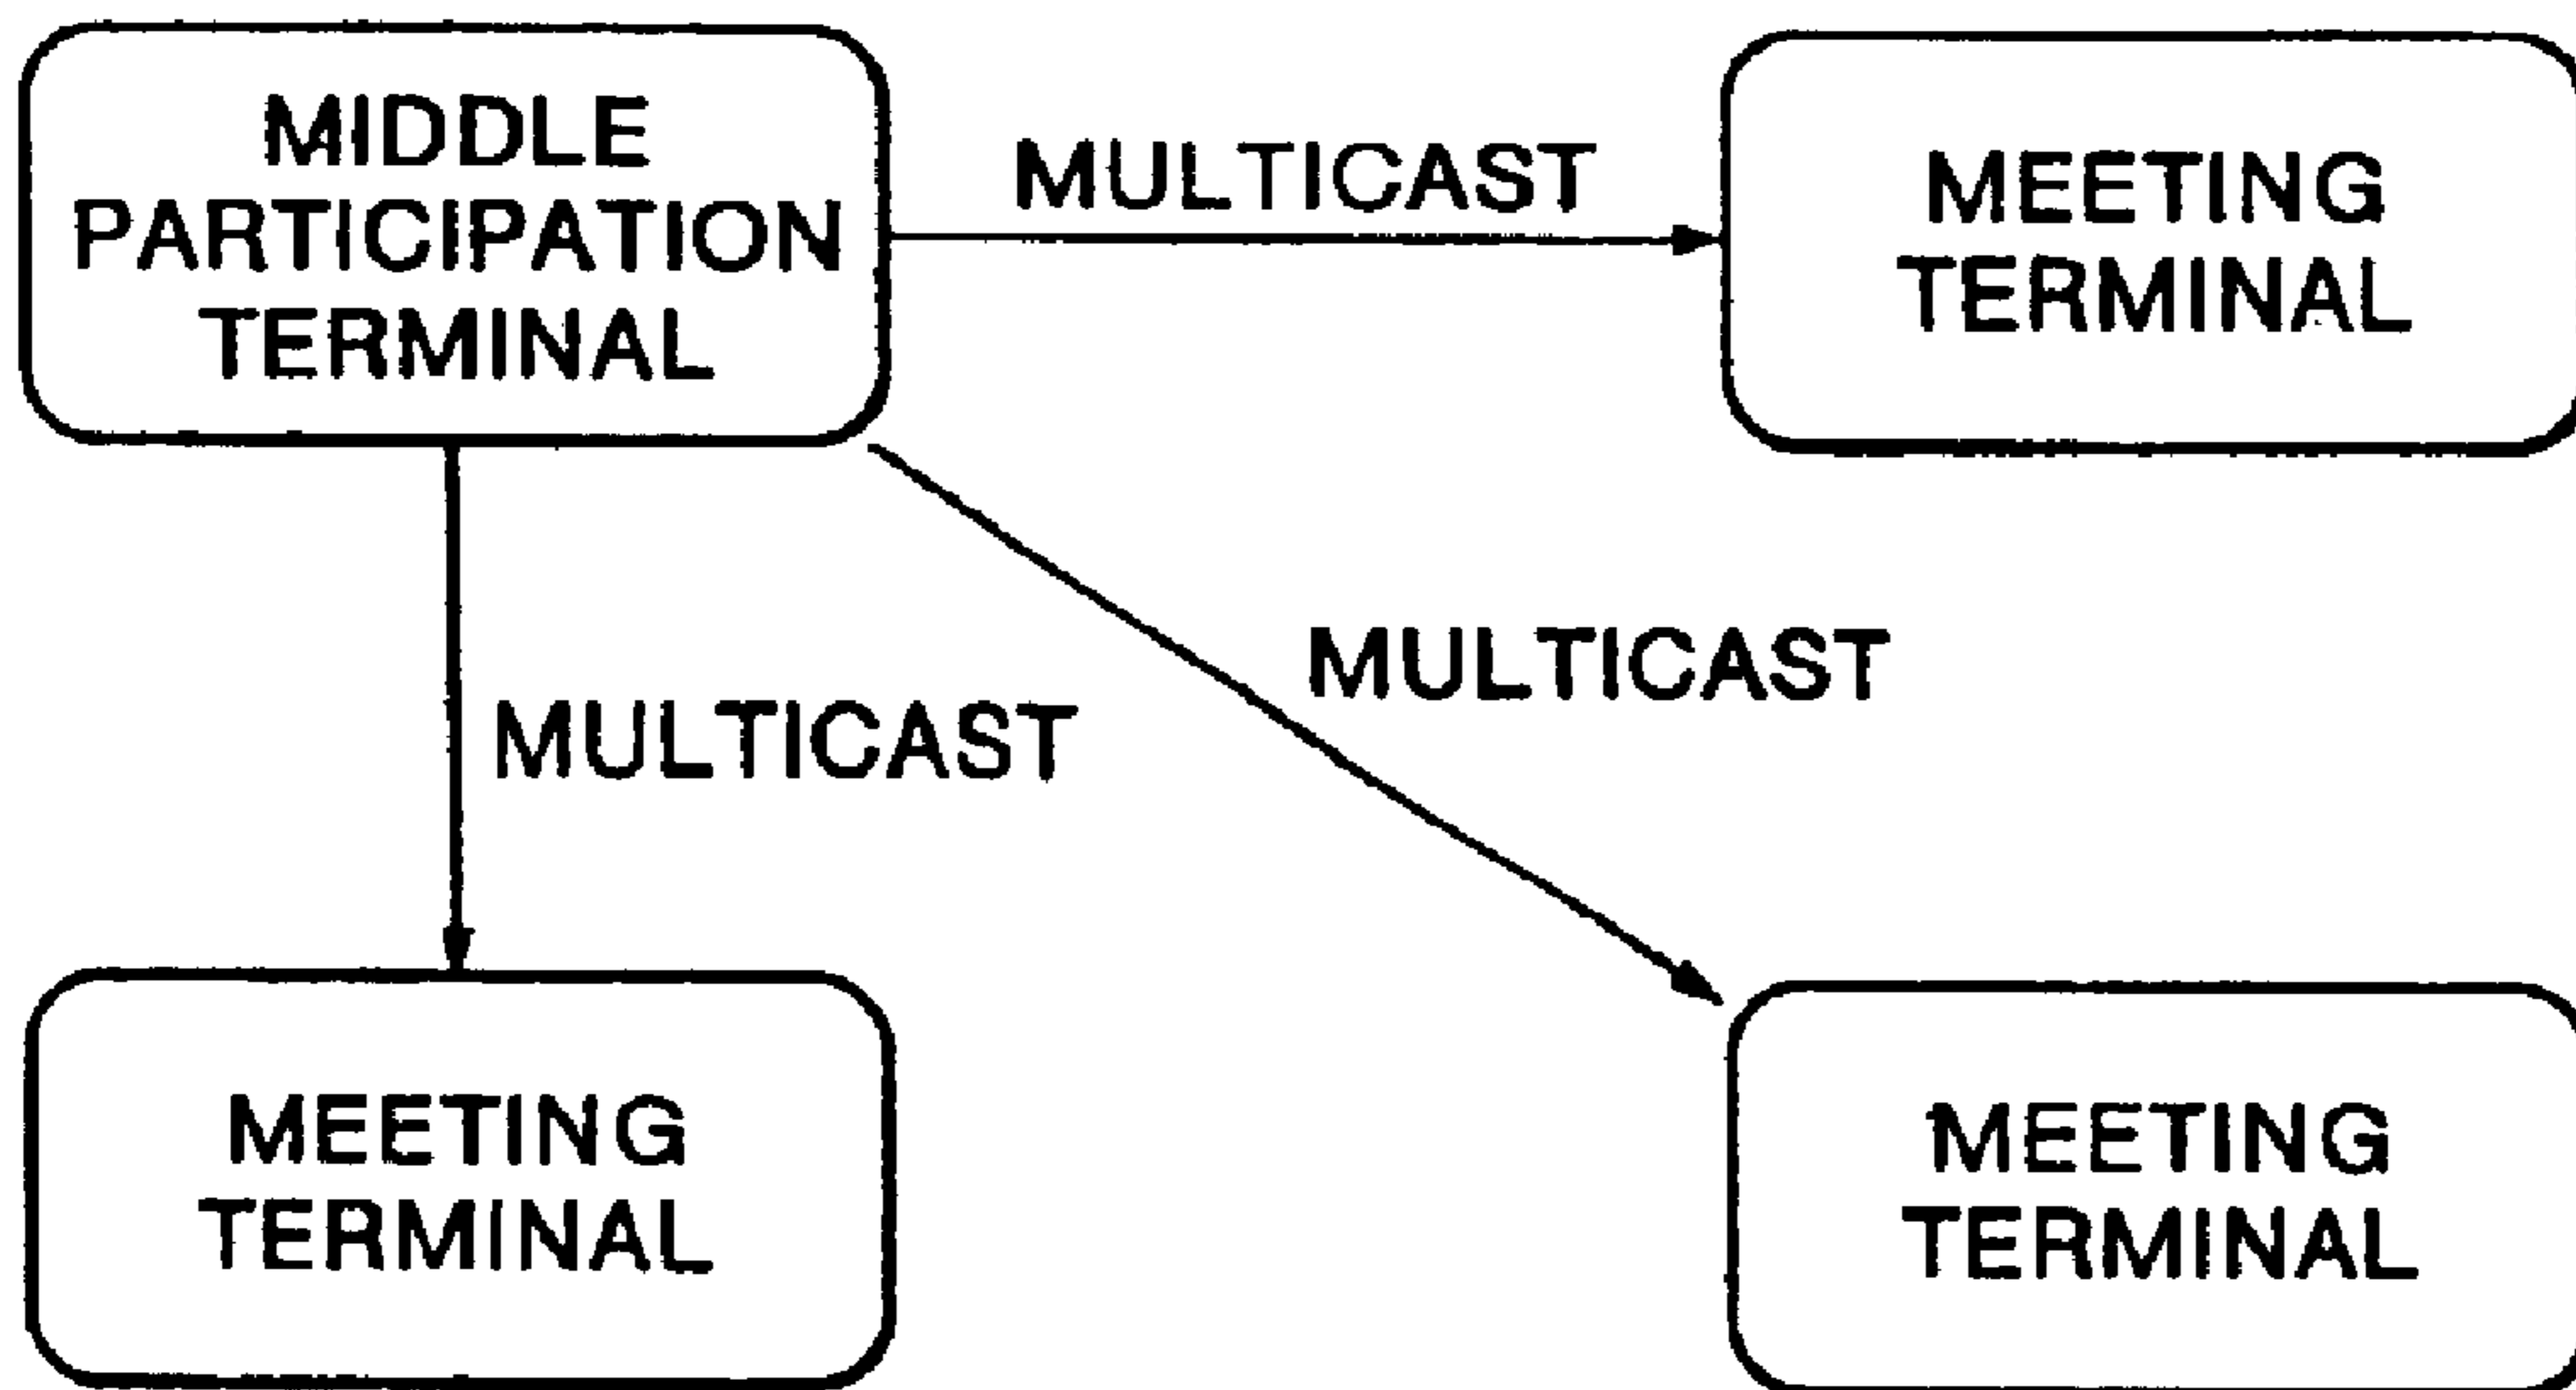 MIDDLE
PARTICIPATION
TERMINAL
MULTICAST
MEETING
TERMINAL
MULTICAST
MULTICAST
MEETING
TERMINAL
MEETING
TERMINAL